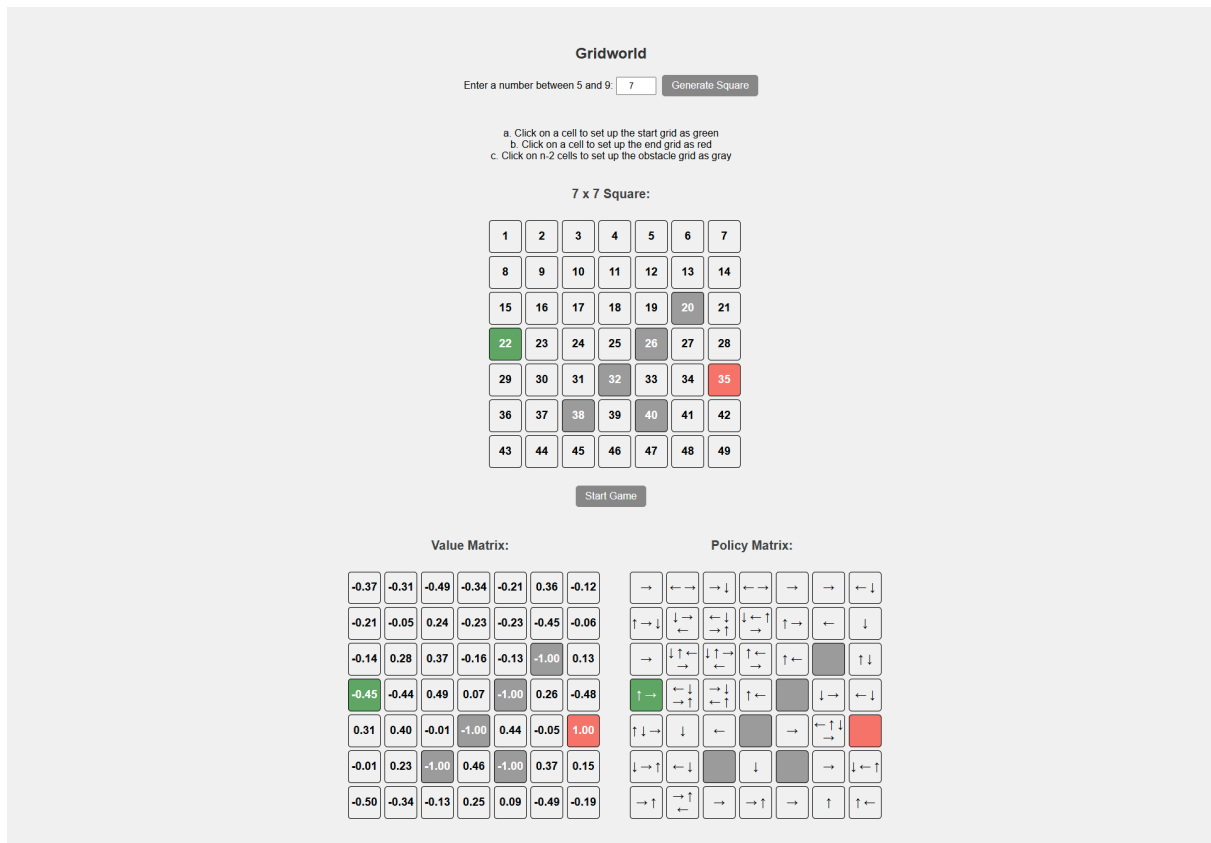 Gridworld
Enter a number between 5 and 9: 7 Generate Square
a. Click on a cell to set up the start grid as green
b. Click on a cell to set up the end grid as red
c. Click on n-2 cells to set up the obstacle grid as gray
7 x 7 Square:
1 2 3 4 5 6 7
8 9 10 11 12 13 14
15 16 17 18 19 20 21
22 23 24 25 26 27 28
29 30 31 32 33 34 35
36 37 38 39 40 41 42
43 44 45 46 47 48 49
Start Game
Value Matrix:
-0.37 -0.31 -0.49 -0.34 -0.21 0.36 -0.12
-0.21 -0.05 0.24 -0.23 -0.23 -0.45 -0.06
-0.14 0.28 0.37 -0.16 -0.13 -1.00 0.13
-0.45 -0.44 0.49 0.07 -1.00 0.26 -0.48
0.31 0.40 -0.01 -1.00 0.44 -0.05 1.00
-0.01 0.23 -1.00 0.46 -1.00 0.37 0.15
-0.50 -0.34 -0.13 0.25 0.09 -0.49 -0.19
Policy Matrix:
→ ←→ →↓ ←→ → → ←↓
↑→↓ ↓→← ←↓→↑ ↓←↑→ ↑→ ← ↓
→ ↓↑←→ ↓↑→← ↑←→ ↑← ↑↓
↑→ ←↓→↑ →↓←↑ ↑← ↓→ ←↓
↑↓→ ↓ ← → ←↑↓→
↓→↑ ←↓ ↓ → ↓←↑
→↑ →↑← → →↑ → ↑ ↑←